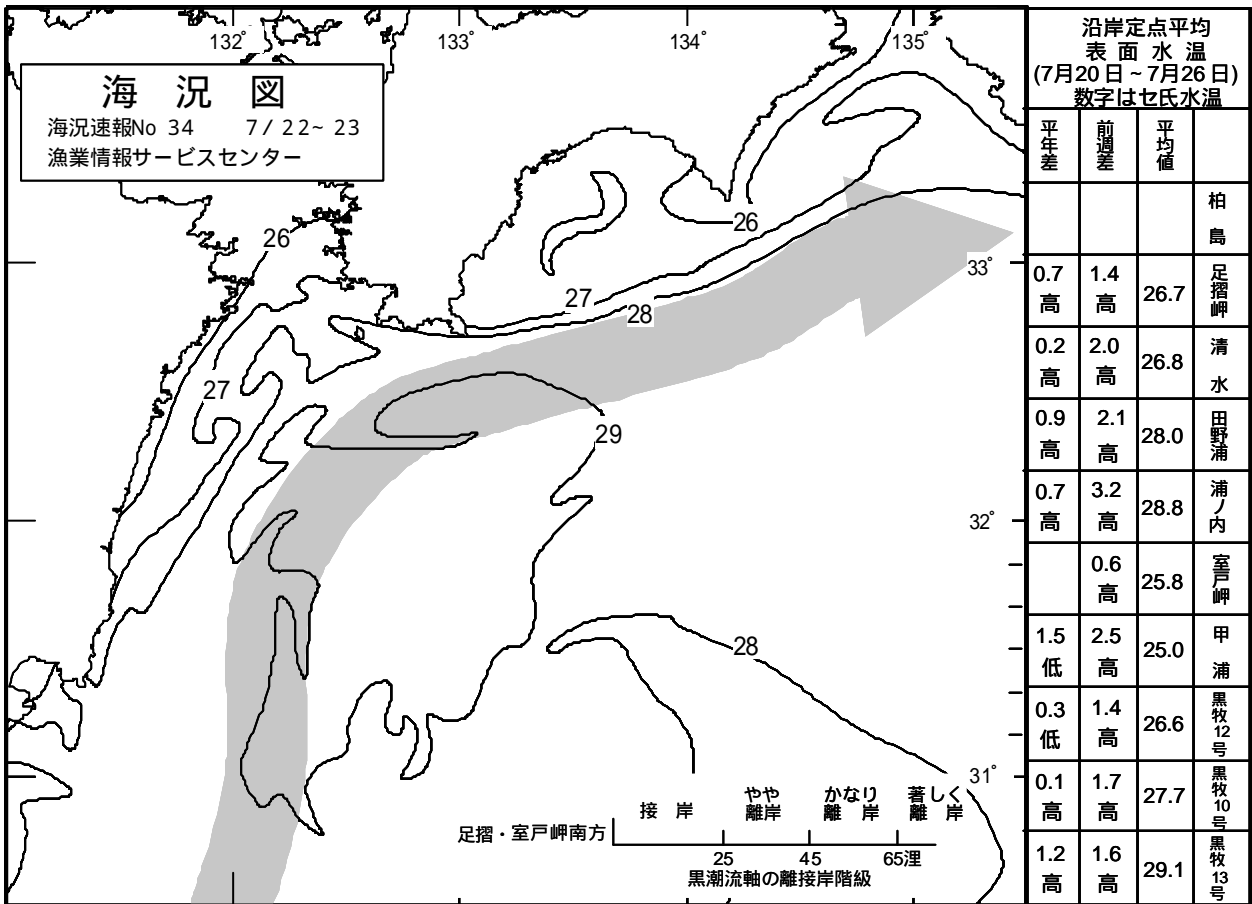 132° 133° 134° 135°
海 況 図
海況速報No 34 7/ 22~ 23
漁業情報サービスセンター
26
26
27
28
33°
27
29
32°
28
31°
接 岸 やや離岸 かなり離岸 著しく離岸
足摺・室戸岬南方
25 45 65浬
黒潮流軸の離接岸階級
沿岸定点平均
表 面 水 温
(7月20日~7月26日)
数字はセ氏水温
平年差 前週差 平均値
柏島
0.7高 1.4高 26.7 足摺岬
0.2高 2.0高 26.8 清水
0.9高 2.1高 28.0 田野浦
0.7高 3.2高 28.8 浦ノ内
0.6高 25.8 室戸岬
1.5低 2.5高 25.0 甲浦
0.3低 1.4高 26.6 黒牧12号
0.1高 1.7高 27.7 黒牧10号
1.2高 1.6高 29.1 黒牧13号